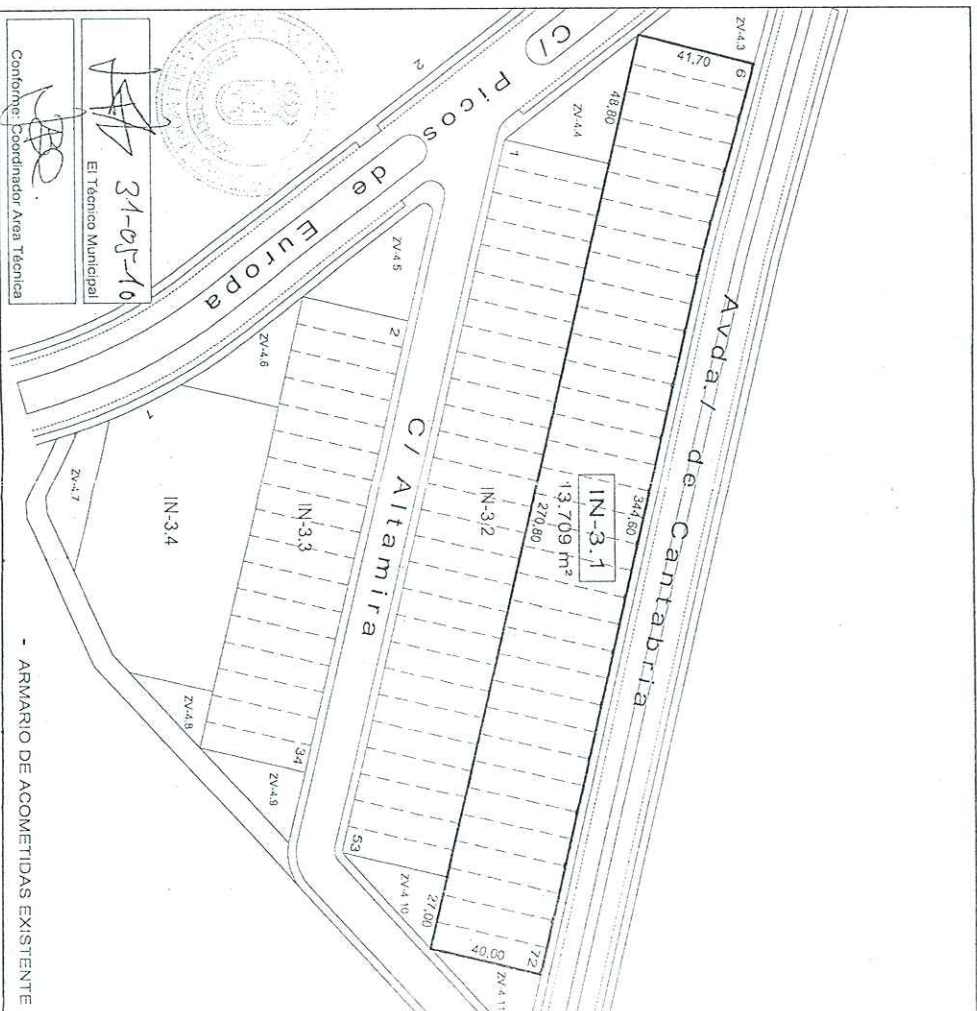 ZV-4.3
6
41,70
Avda./ de Cantabria
344,60
IN-3.1
13.709 m²
48,80
270,80
27,00
40,00
72
ZV-4.11
ZV-4.4
1
IN-3.2
53
ZV-4.10
C/ Picos de Europa
2
C/ Altamira
ZV-4.5
2
IN-3.3
34
ZV-4.9
ZV-4.6
1
IN-3.4
ZV-4.8
ZV-4.7
31-05-10
El Técnico Municipal
Conforme: Coordinador Area Técnica
- ARMARIO DE ACOMETIDAS EXISTENTE